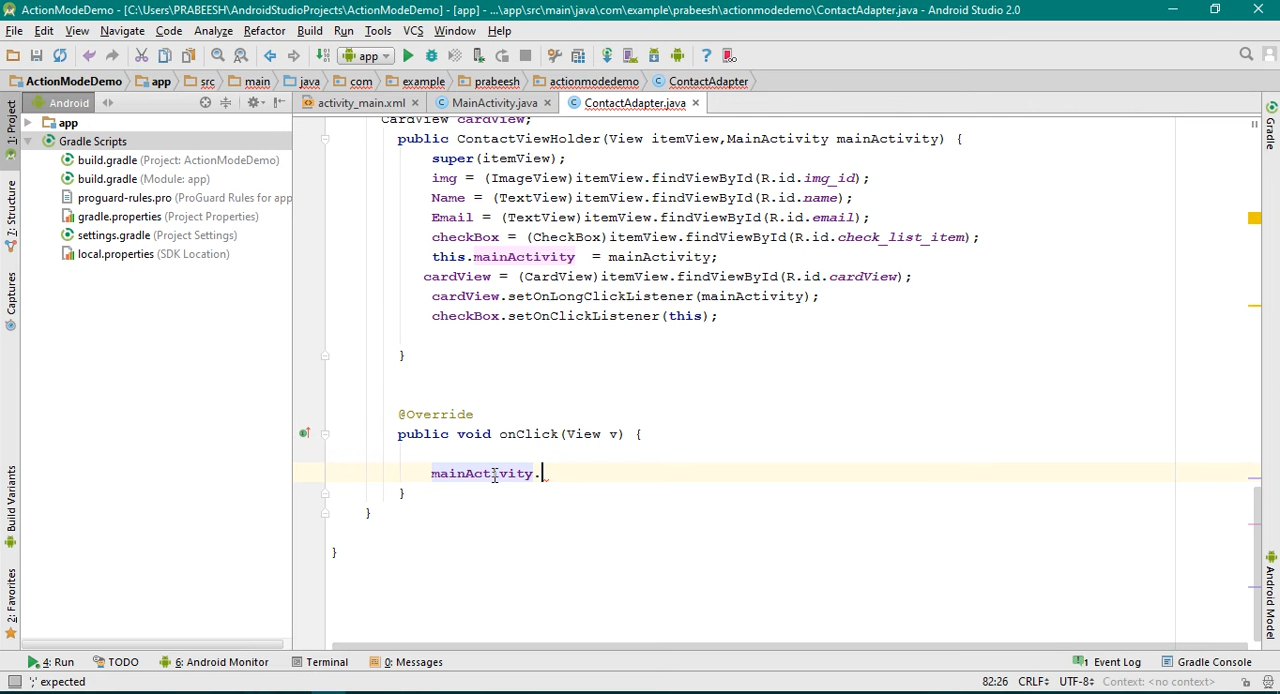 ActionModeDemo - [C:\Users\PRABEESH\AndroidStudioProjects\ActionModeDemo] - [app] - ...\app\src\main\java\com\example\prabeesh\actionmodedemo\ContactAdapter.java - Android Studio 2.0
File Edit View Navigate Code Analyze Refactor Build Run Tools VCS Window Help
app
ActionModeDemo app src main java com example prabeesh actionmodedemo ContactAdapter
1: Project
Android
activity_main.xml MainActivity.java ContactAdapter.java
app
Gradle Scripts
build.gradle (Project: ActionModeDemo)
build.gradle (Module: app)
proguard-rules.pro (ProGuard Rules for app
gradle.properties (Project Properties)
settings.gradle (Project Settings)
local.properties (SDK Location)
2: Structure
Captures
Build Variants
2: Favorites
CardView cardView;
public ContactViewHolder(View itemView,MainActivity mainActivity) {
super(itemView);
img = (ImageView)itemView.findViewById(R.id.img_id);
Name = (TextView)itemView.findViewById(R.id.name);
Email = (TextView)itemView.findViewById(R.id.email);
checkBox = (CheckBox)itemView.findViewById(R.id.check_list_item);
this.mainActivity = mainActivity;
cardView = (CardView)itemView.findViewById(R.id.cardView);
cardView.setOnLongClickListener(mainActivity);
checkBox.setOnClickListener(this);
}
@Override
public void onClick(View v) {
mainActivity.
}
}
}
Gradle
Android Model
4: Run TODO 6: Android Monitor Terminal 0: Messages 1 Event Log Gradle Console
';' expected 82:26 CRLF UTF-8 Context: <no context>